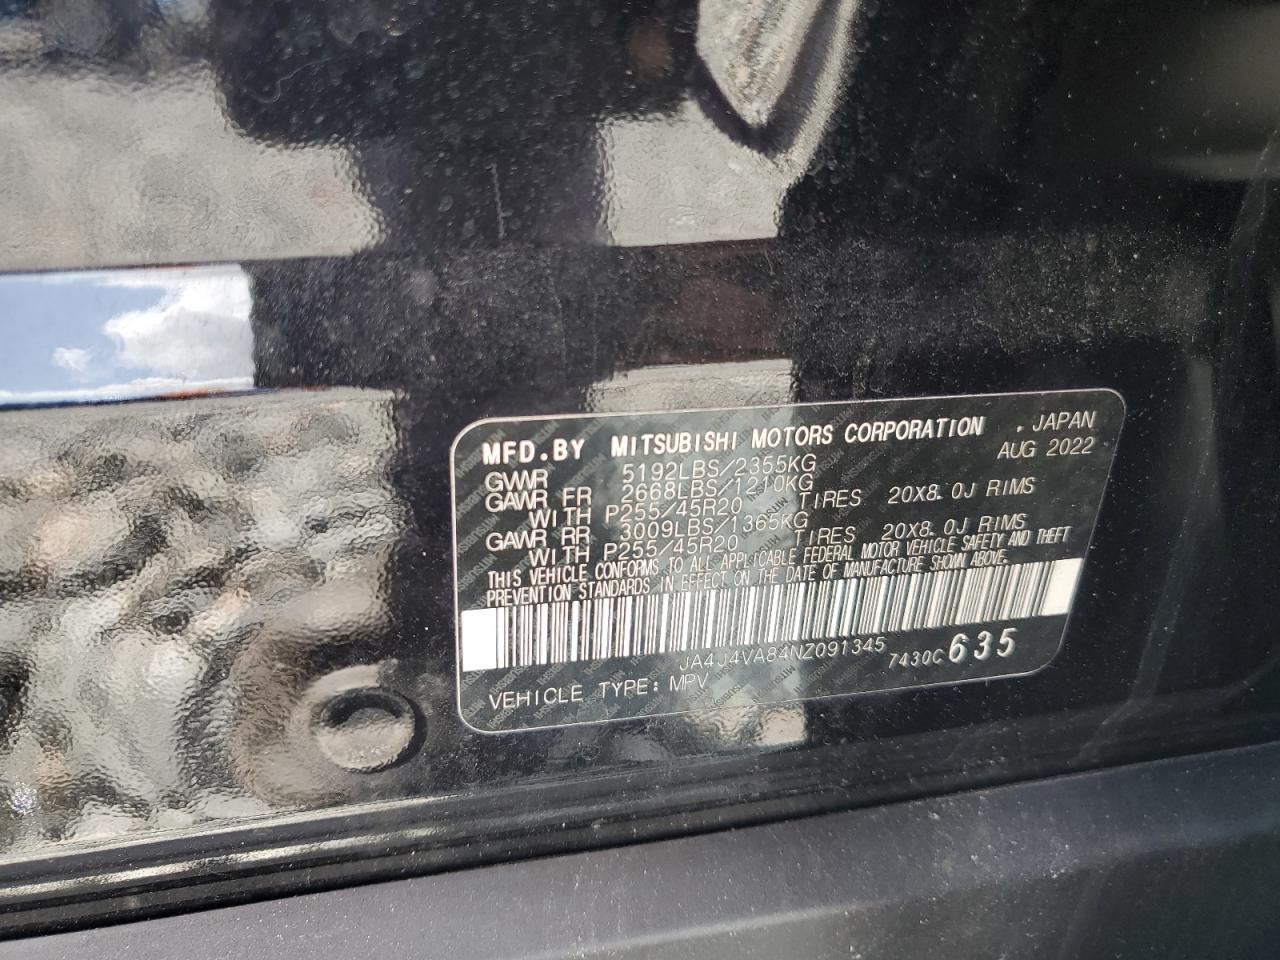 MFD.BY MITSUBISHI MOTORS CORPORATION , JAPAN
AUG 2022
GVWR 5192LBS/2355KG
GAWR FR 2668LBS/1210KG
WITH P255/45R20 TIRES 20X8.0J RIMS
GAWR RR 3009LBS/1365KG
WITH P255/45R20 TIRES 20X8.0J RIMS
THIS VEHICLE CONFORMS TO ALL APPLICABLE FEDERAL MOTOR VEHICLE SAFETY AND THEFT
PREVENTION STANDARDS IN EFFECT ON THE DATE OF MANUFACTURE SHOWN ABOVE.
JA4J4VA84NZ091345
7430C 635
VEHICLE TYPE: MPV